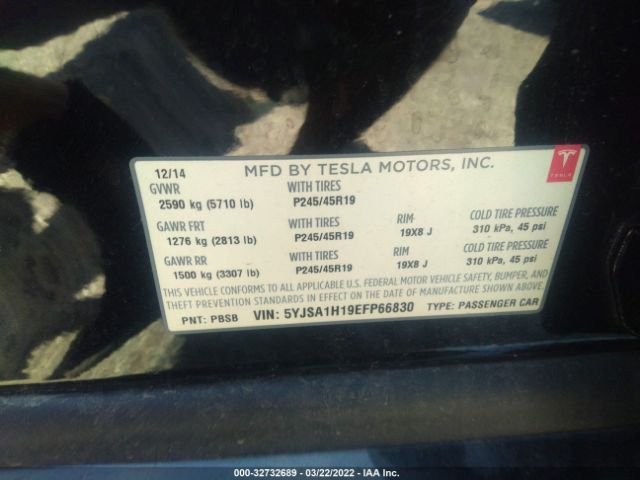 12/14 MFD BY TESLA MOTORS, INC. TESLA
GVWR WITH TIRES
2590 kg (5710 lb) P245/45R19
GAWR FRT WITH TIRES RIM COLD TIRE PRESSURE
1276 kg (2813 lb) P245/45R19 19X8 J 310 kPa, 45 psi
GAWR RR WITH TIRES RIM COLD TIRE PRESSURE
1500 kg (3307 lb) P245/45R19 19X8 J 310 kPa, 45 psi
THIS VEHICLE CONFORMS TO ALL APPLICABLE U.S. FEDERAL MOTOR VEHICLE SAFETY, BUMPER, AND
THEFT PREVENTION STANDARDS IN EFFECT ON THE DATE OF MANUFACTURE SHOWN ABOVE.
PNT: PBSB VIN: 5YJSA1H19EFP66830 TYPE: PASSENGER CAR
000-32732689 - 03/22/2022 - IAA Inc.